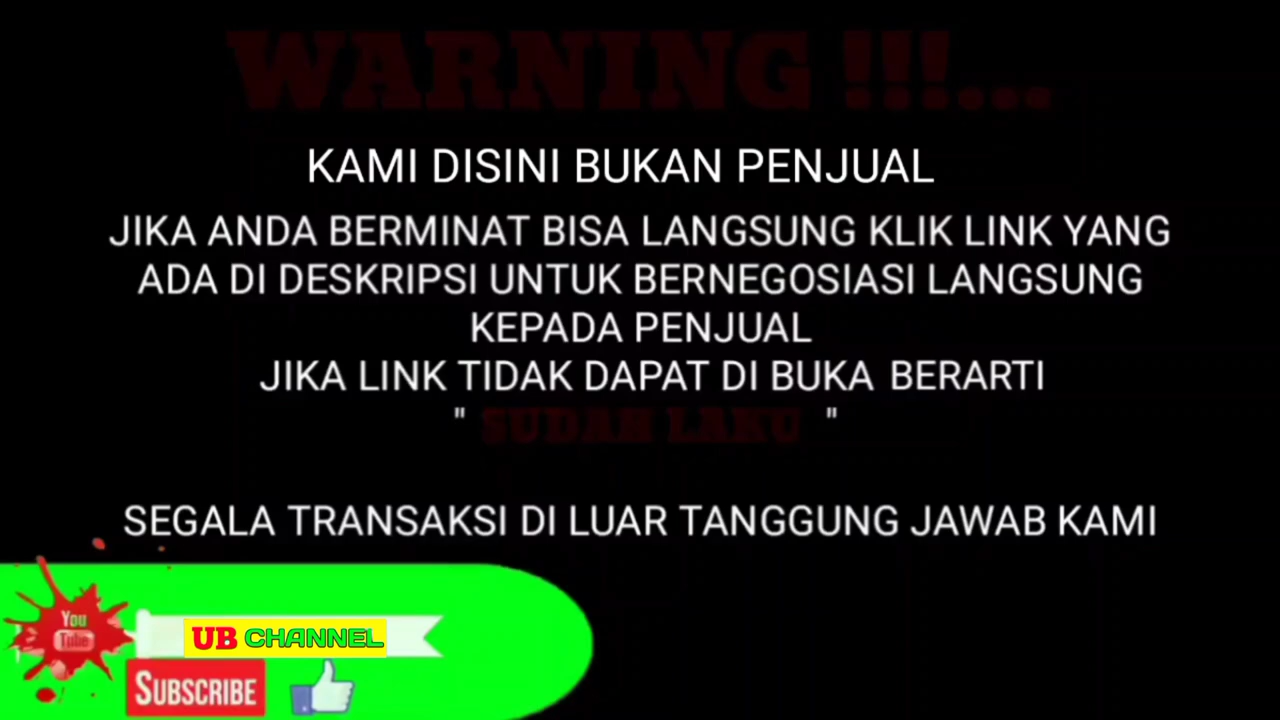 WARNING !!!...
KAMI DISINI BUKAN PENJUAL
JIKA ANDA BERMINAT BISA LANGSUNG KLIK LINK YANG
ADA DI DESKRIPSI UNTUK BERNEGOSIASI LANGSUNG
KEPADA PENJUAL
JIKA LINK TIDAK DAPAT DI BUKA BERARTI
" SUDAH LAKU "
SEGALA TRANSAKSI DI LUAR TANGGUNG JAWAB KAMI
You
Tube
UB CHANNEL
SUBSCRIBE